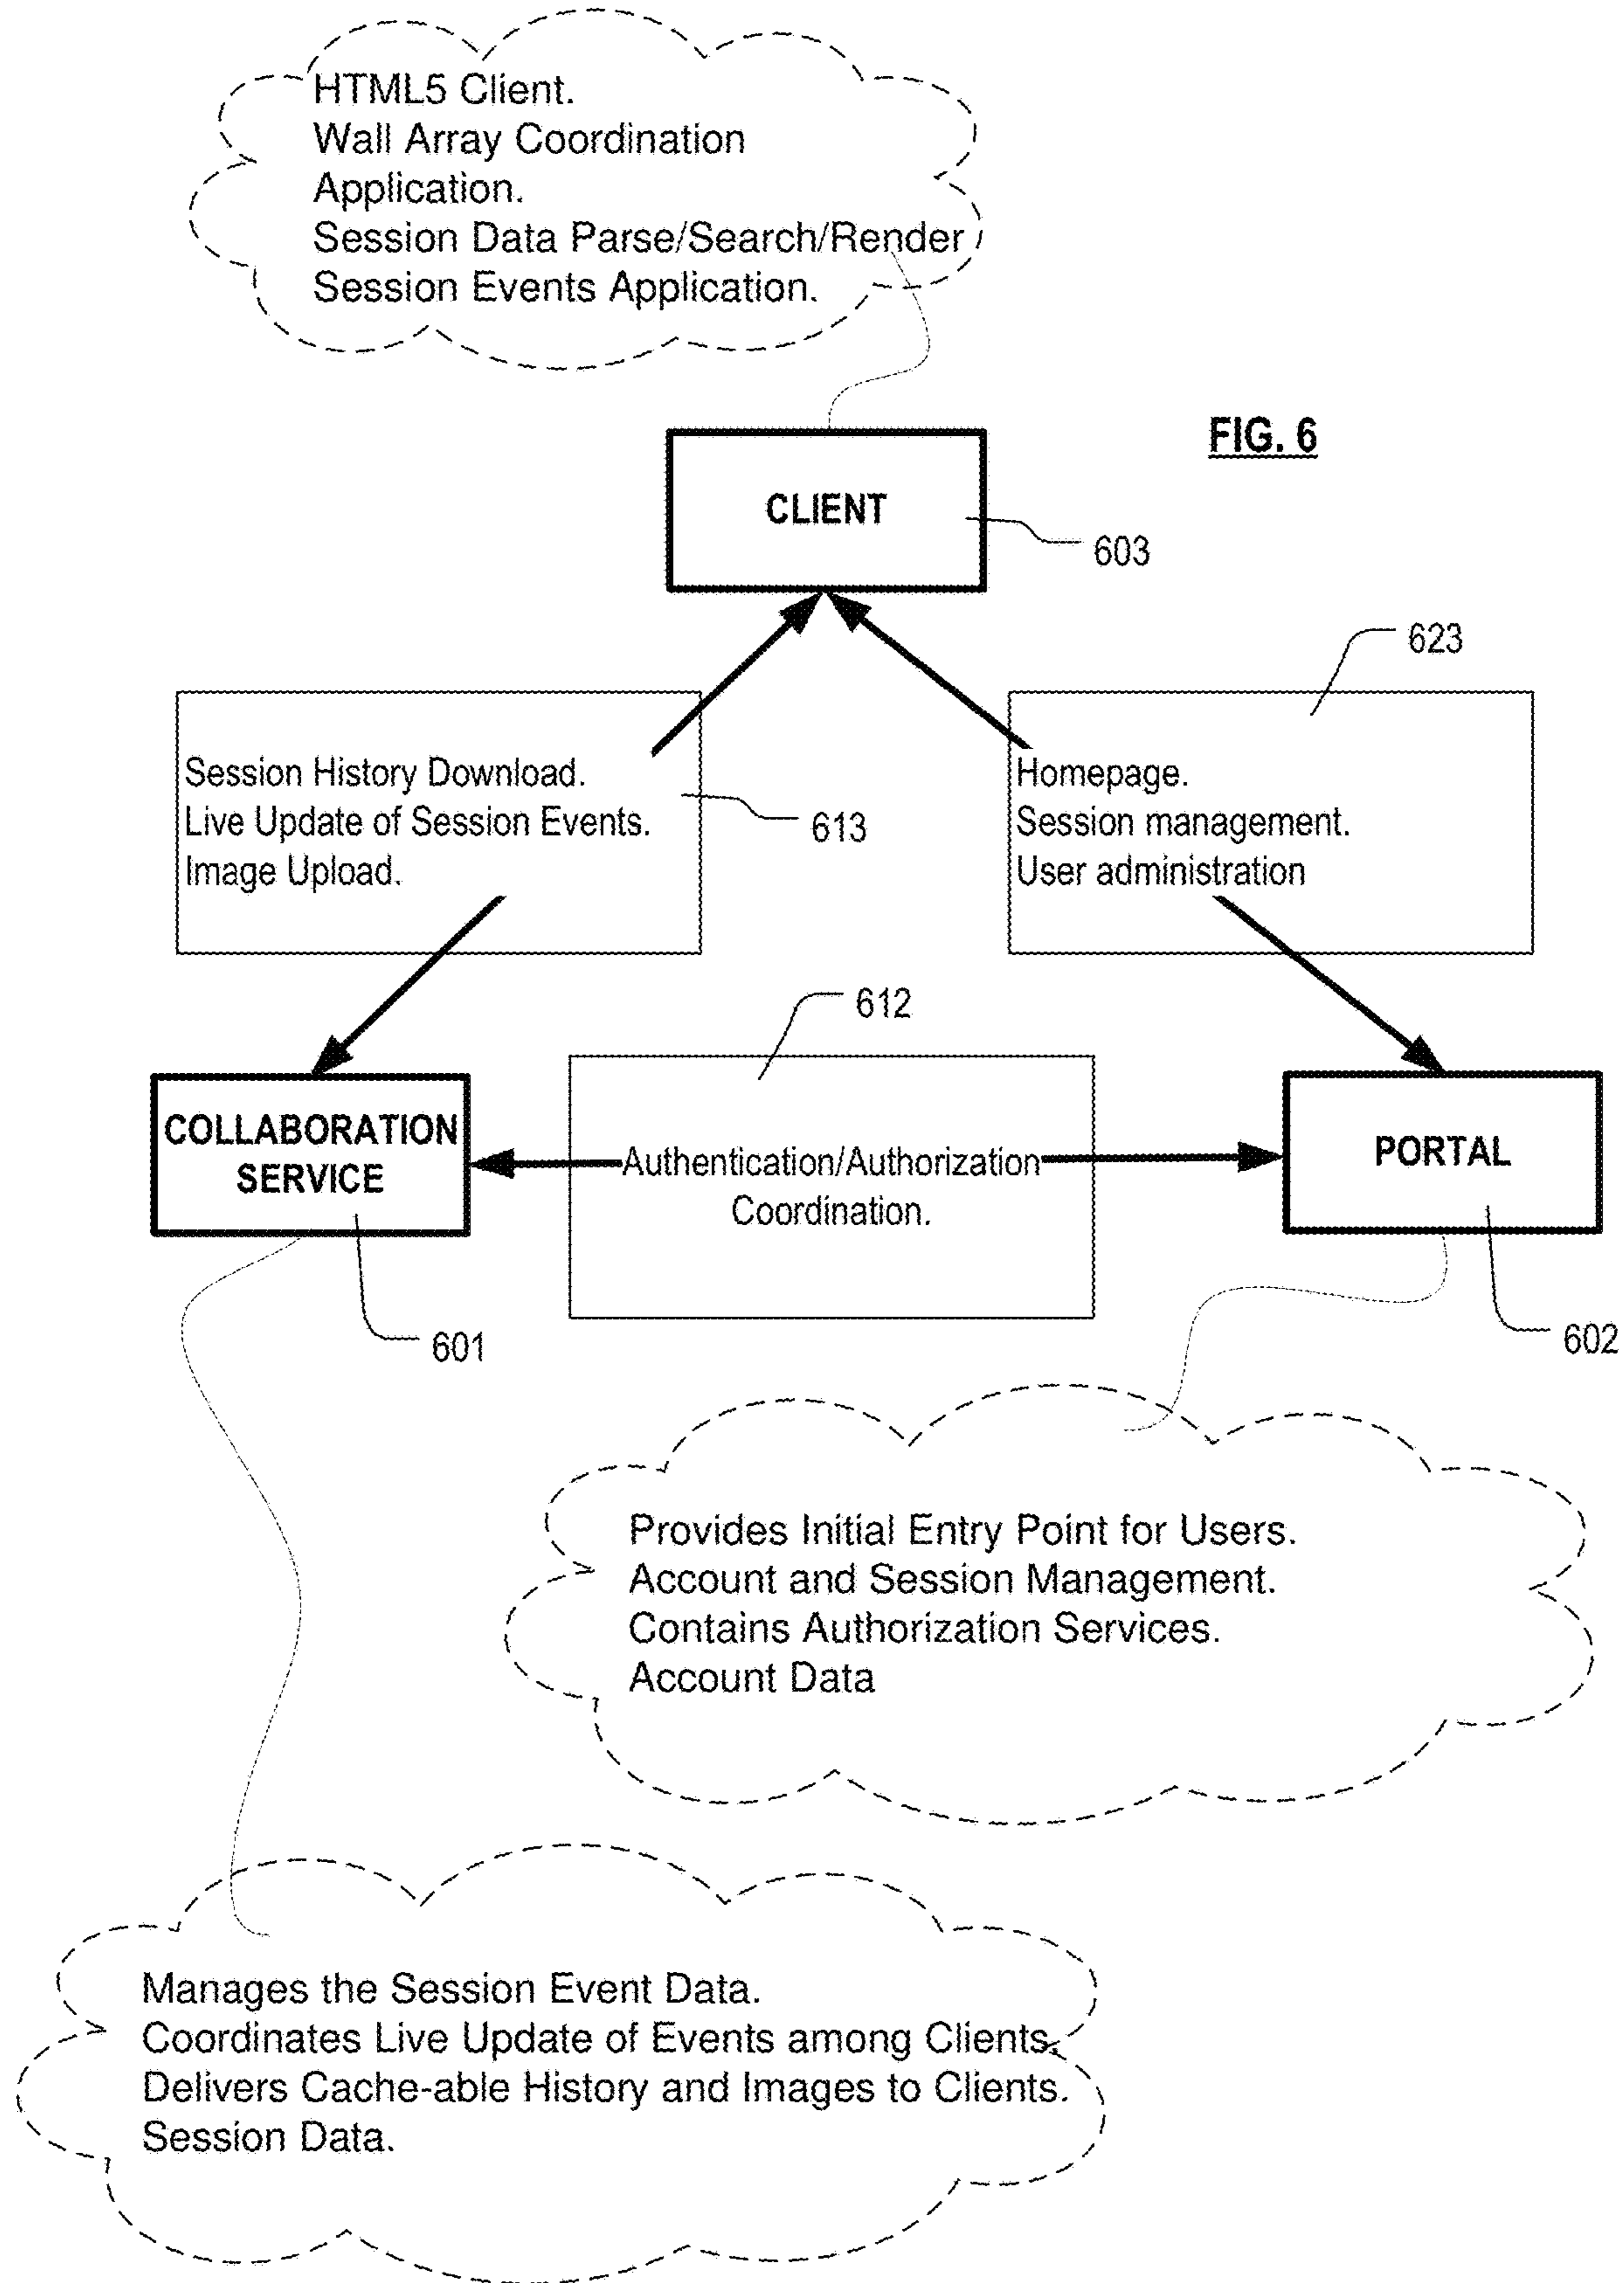 HTML5 Client.
Wall Array Coordination
Application.
Session Data Parse/Search/Render
Session Events Application.
FIG. 6
CLIENT
603
623
Session History Download.
Live Update of Session Events.
Image Upload.
613
Homepage.
Session management.
User administration
612
COLLABORATION
SERVICE
Authentication/Authorization
Coordination.
PORTAL
601
602
Provides Initial Entry Point for Users.
Account and Session Management.
Contains Authorization Services.
Account Data
Manages the Session Event Data.
Coordinates Live Update of Events among Clients.
Delivers Cache-able History and Images to Clients.
Session Data.